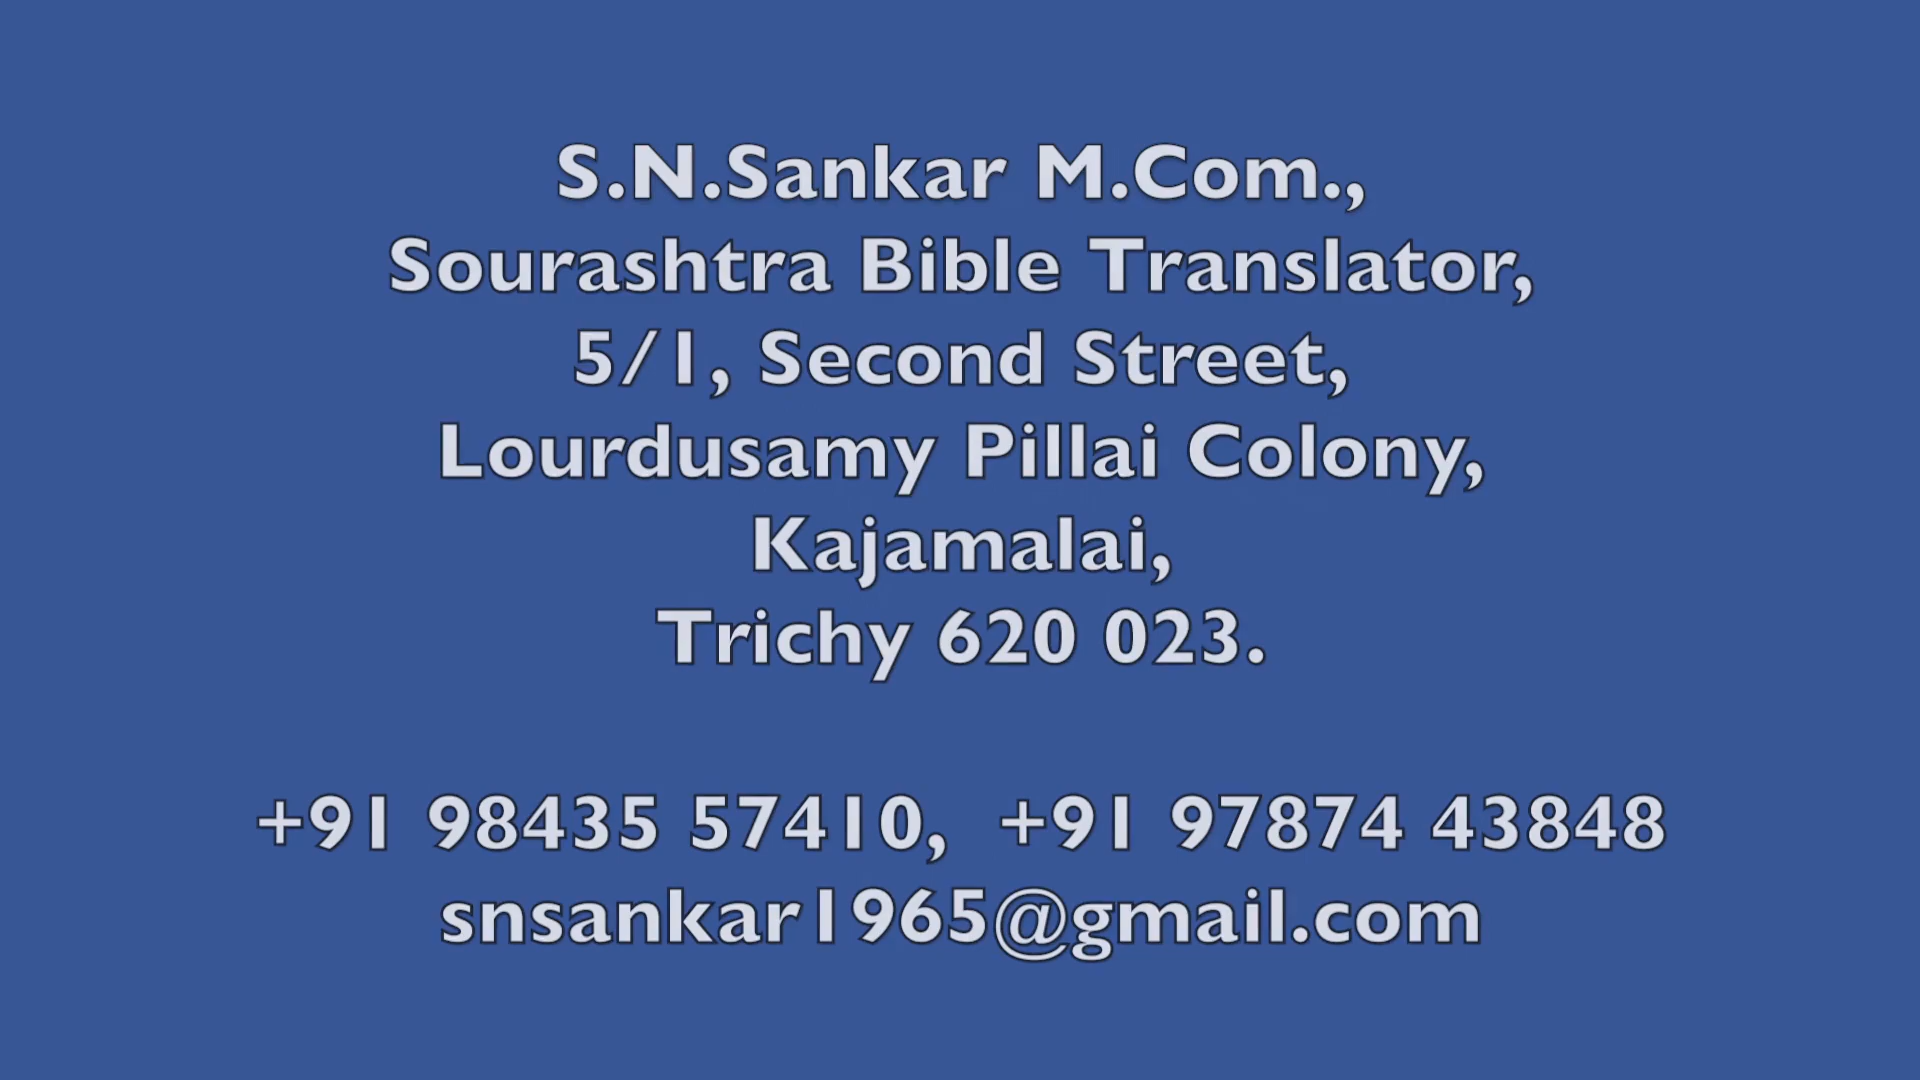 S.N.Sankar M.Com.,
Sourashtra Bible Translator,
5/1, Second Street,
Lourdusamy Pillai Colony,
Kajamalai,
Trichy 620 023.
+91 98435 57410, +91 97874 43848
snsankar1965@gmail.com